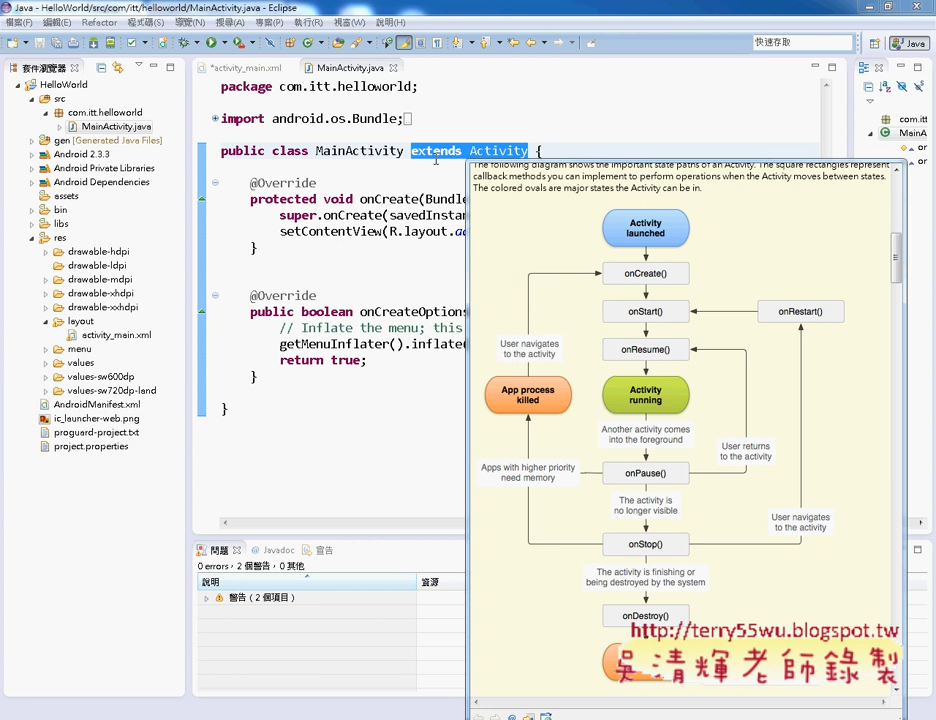 Java - HelloWorld/src/com/itt/helloworld/MainActivity.java - Eclipse
檔案(F) 編輯(E) Refactor 程式碼(S) 導覽(N) 搜尋(A) 專案(P) 執行(R) 視窗(W) 說明(H)
快速存取
Java
套件瀏覽器
HelloWorld
src
com.itt.helloworld
MainActivity.java
gen [Generated Java Files]
Android 2.3.3
Android Private Libraries
Android Dependencies
assets
bin
libs
res
drawable-hdpi
drawable-ldpi
drawable-mdpi
drawable-xhdpi
drawable-xxhdpi
layout
activity_main.xml
menu
values
values-sw600dp
values-sw720dp-land
AndroidManifest.xml
ic_launcher-web.png
proguard-project.txt
project.properties
*activity_main.xml
MainActivity.java
package com.itt.helloworld;
import android.os.Bundle;
public class MainActivity extends Activity {
@Override
protected void onCreate(Bundle
super.onCreate(savedInstan
setContentView(R.layout.ac
}
@Override
public boolean onCreateOptions
// Inflate the menu; this
getMenuInflater().inflate(
return true;
}
}
com.itt
MainA
or
The following diagram shows the important state paths of an Activity. The square rectangles represent
callback methods you can implement to perform operations when the Activity moves between states.
The colored ovals are major states the Activity can be in.
Activity
launched
onCreate()
onStart()
onRestart()
onResume()
User navigates
to the activity
App process
killed
Activity
running
Another activity comes
into the foreground
User returns
to the activity
Apps with higher priority
need memory
onPause()
The activity is
no longer visible
User navigates
to the activity
onStop()
The activity is finishing or
being destroyed by the system
onDestroy()
問題
@ Javadoc
宣告
0 errors，2 個警告，0 其他
說明
資源
警告（2 個項目）
http://terry55wu.blogspot.tw
吳清輝老師錄製